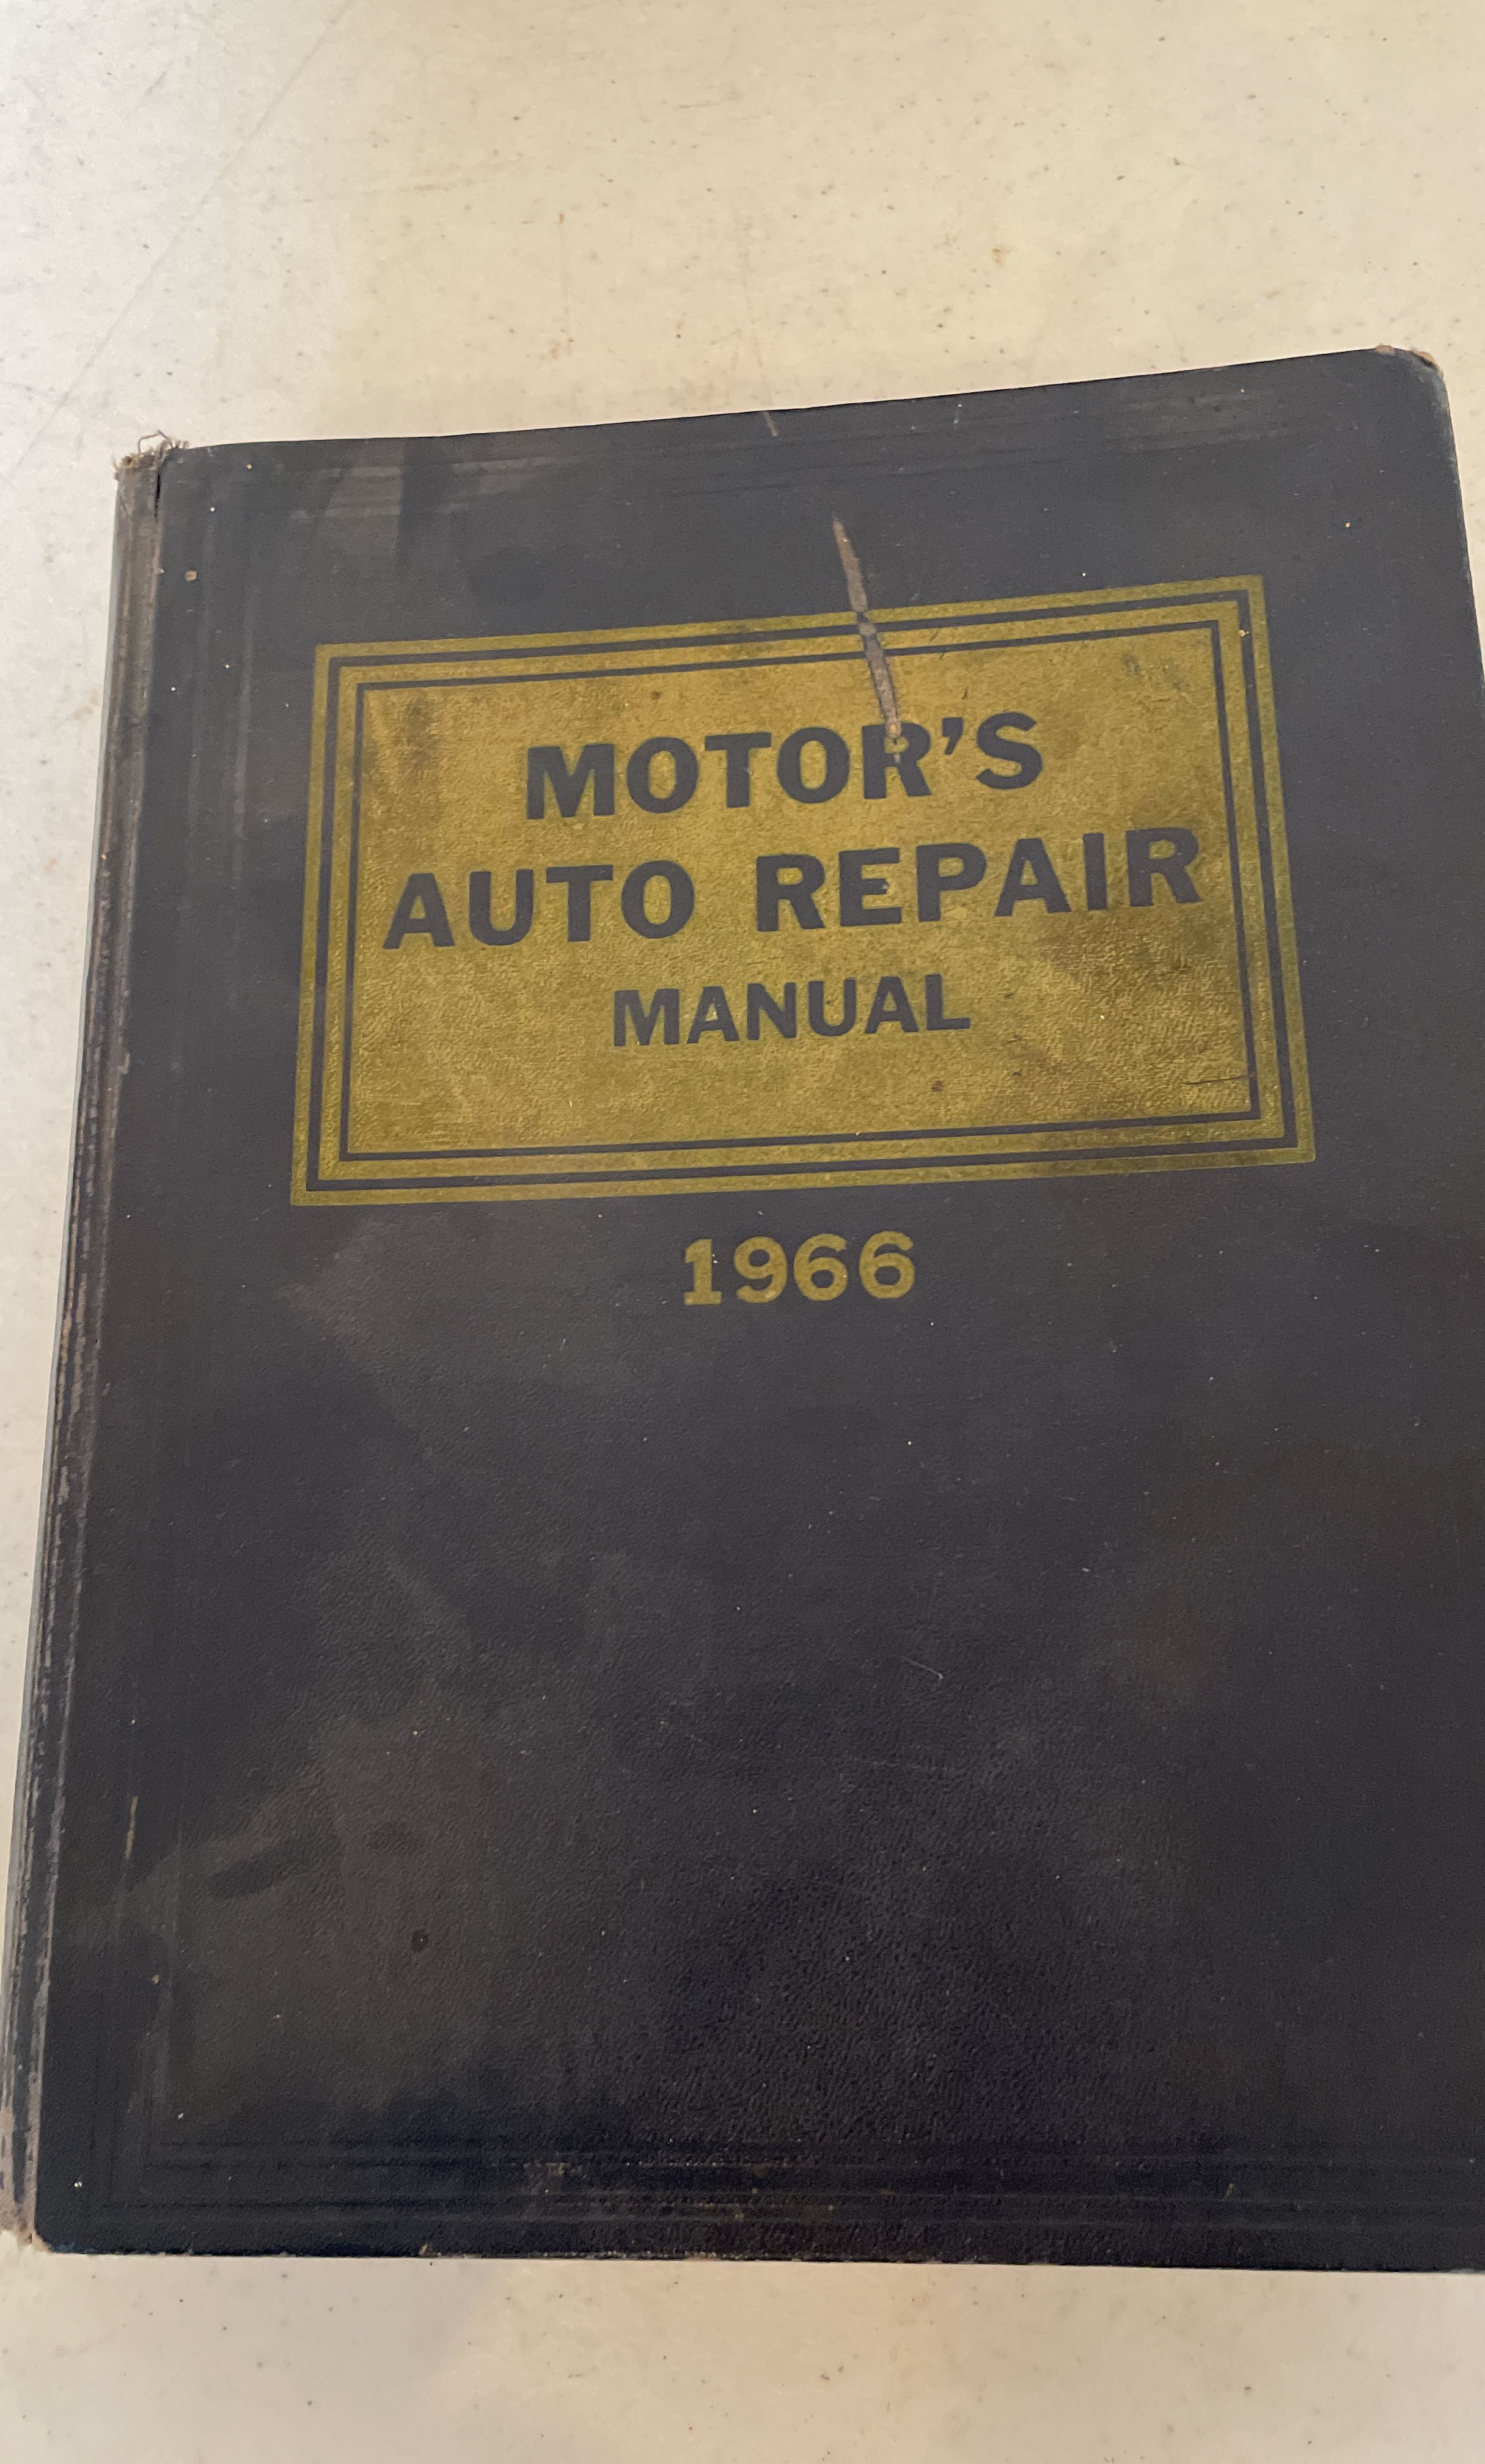 MOTOR'S
AUTO REPAIR
MANUAL
1966